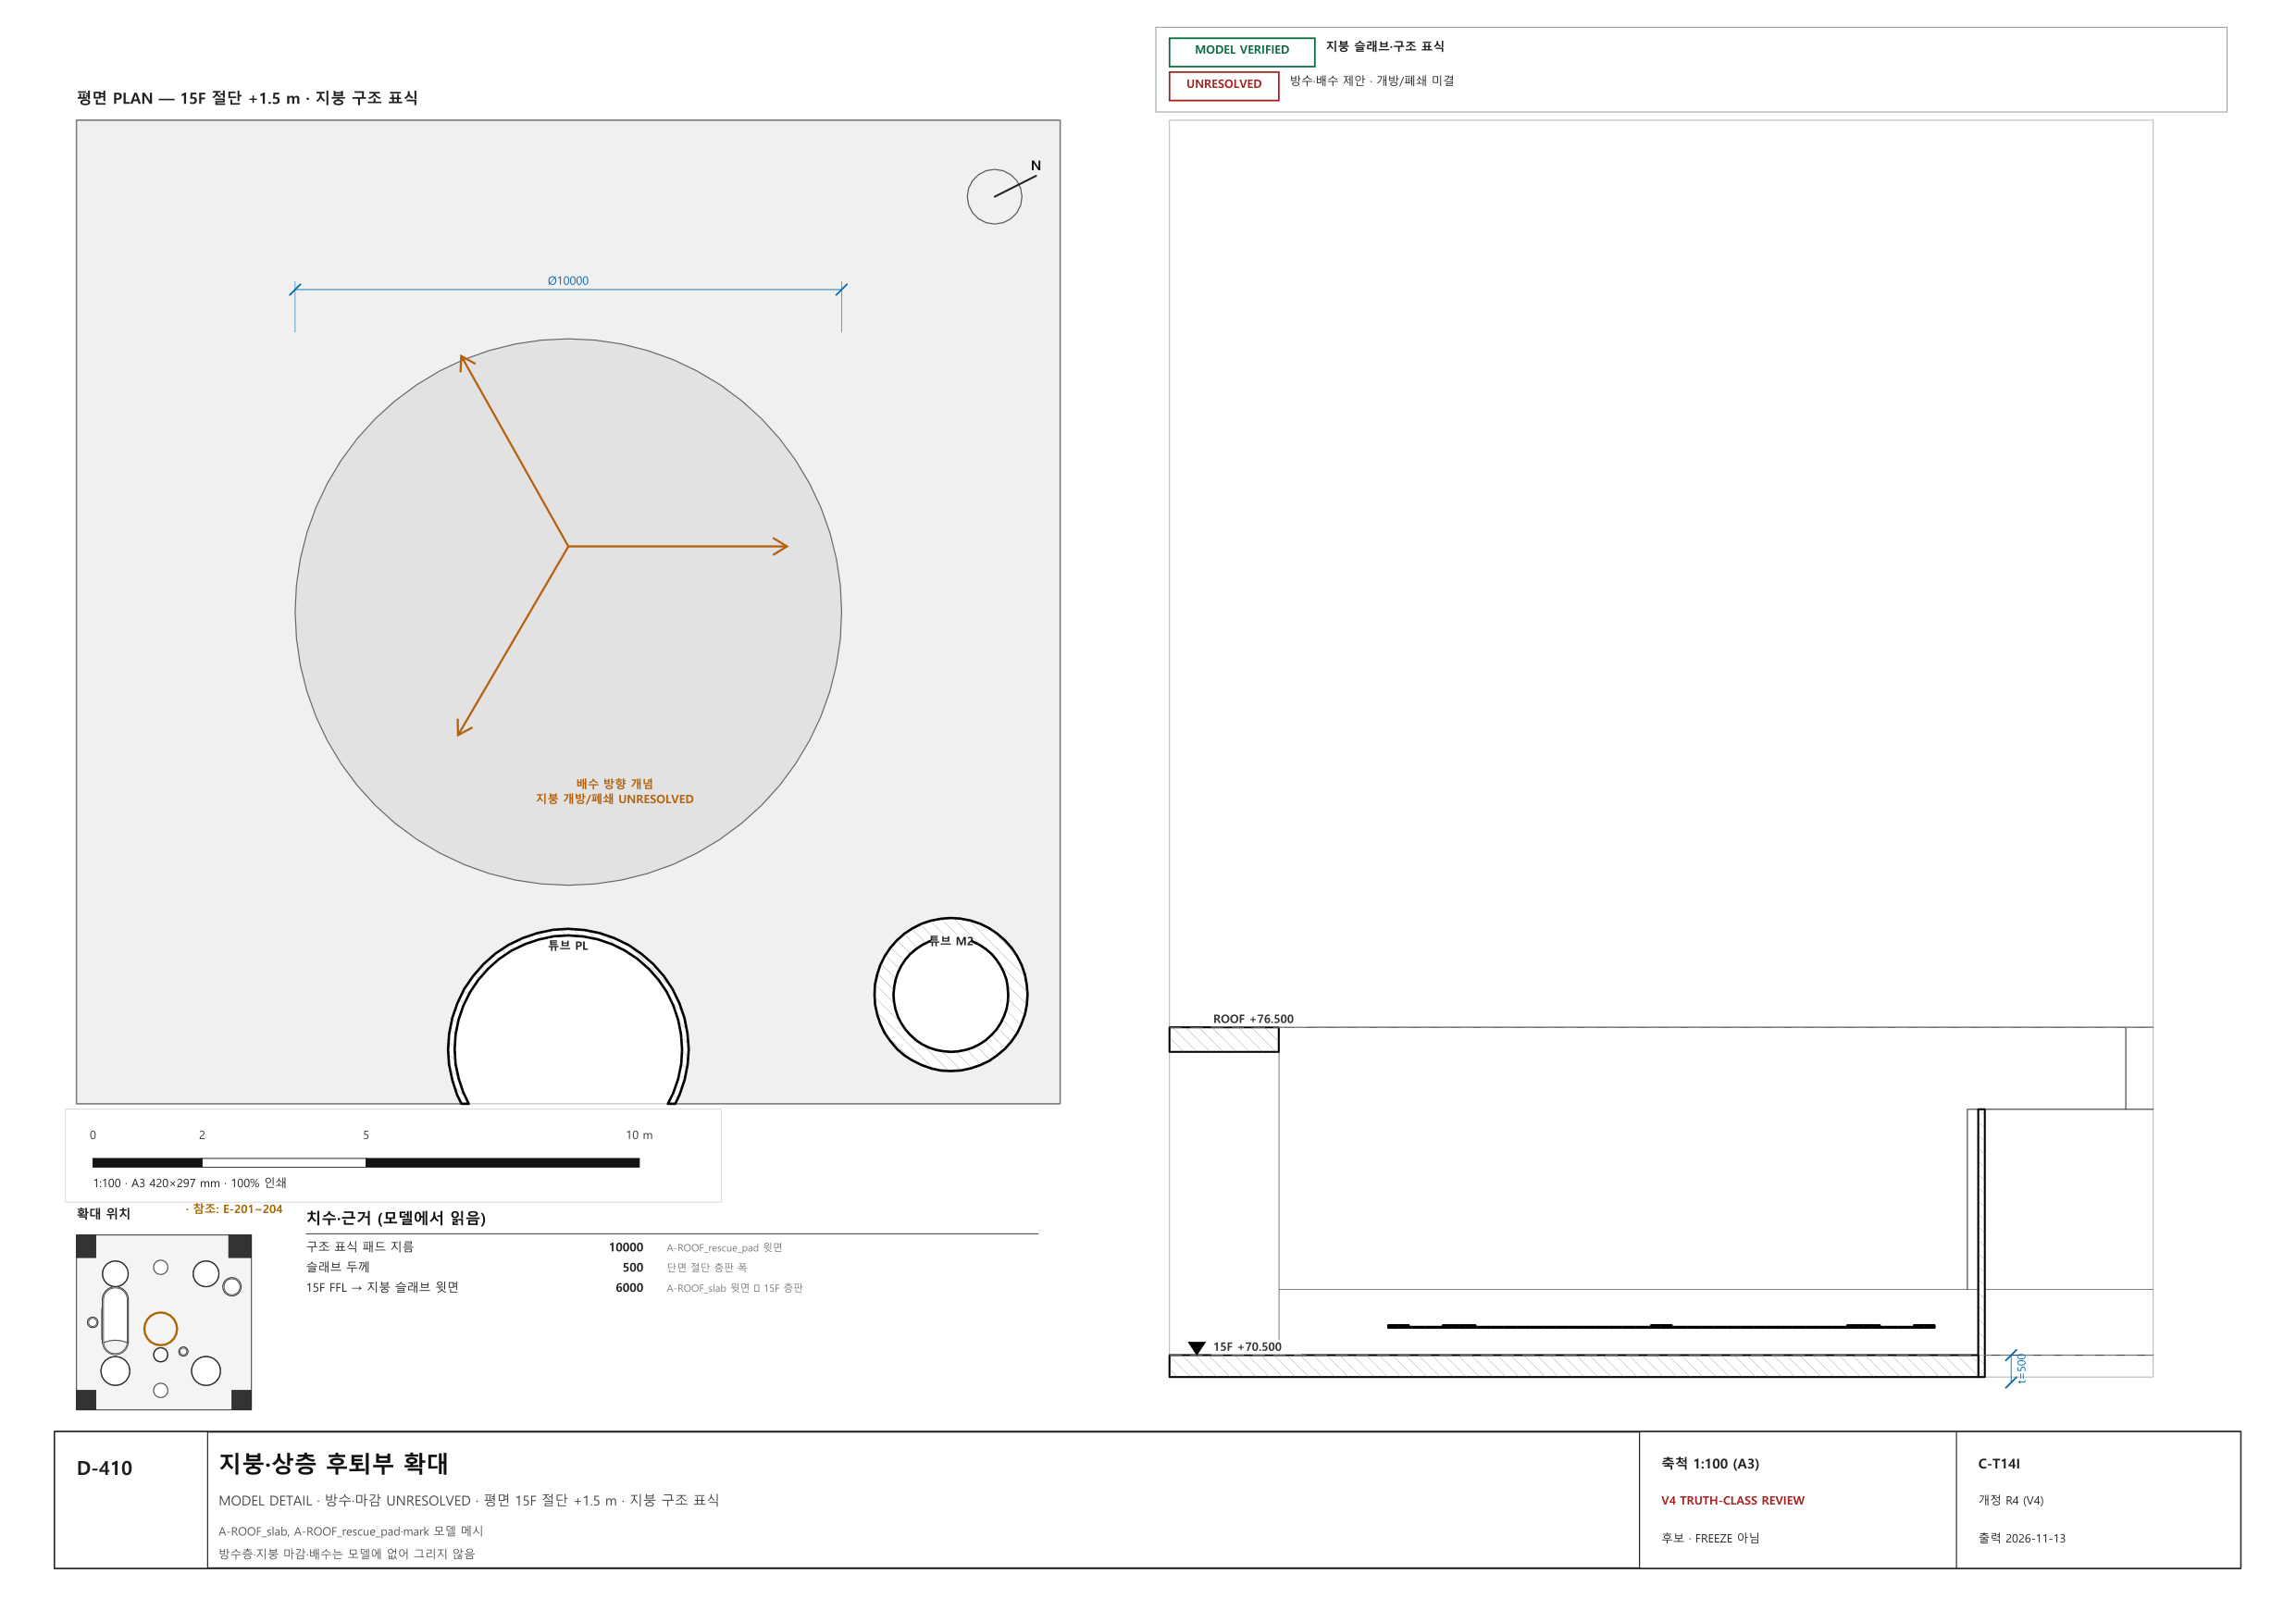 MODEL VERIFIED 지붕 슬래브·구조 표식
UNRESOLVED 방수·배수 제안 · 개방/폐쇄 미결
평면 PLAN — 15F 절단 +1.5 m · 지붕 구조 표식
N
Ø10000
배수 방향 개념
지붕 개방/폐쇄 UNRESOLVED
튜브 PL
튜브 M2
ROOF +76.500
15F +70.500
t=500
0 2 5 10 m
1:100 · A3 420×297 mm · 100% 인쇄
확대 위치 · 참조: E-201~204
치수·근거 (모델에서 읽음)
구조 표식 패드 지름 10000 A-ROOF_rescue_pad 윗면
슬래브 두께 500 단면 절단 층판 폭
15F FFL → 지붕 슬래브 윗면 6000 A-ROOF_slab 윗면 － 15F 층판
D-410
지붕·상층 후퇴부 확대
MODEL DETAIL · 방수·마감 UNRESOLVED · 평면 15F 절단 +1.5 m · 지붕 구조 표식
A-ROOF_slab, A-ROOF_rescue_pad·mark 모델 메시
방수층·지붕 마감·배수는 모델에 없어 그리지 않음
축척 1:100 (A3)
V4 TRUTH-CLASS REVIEW
후보 · FREEZE 아님
C-T14I
개정 R4 (V4)
출력 2026-11-13